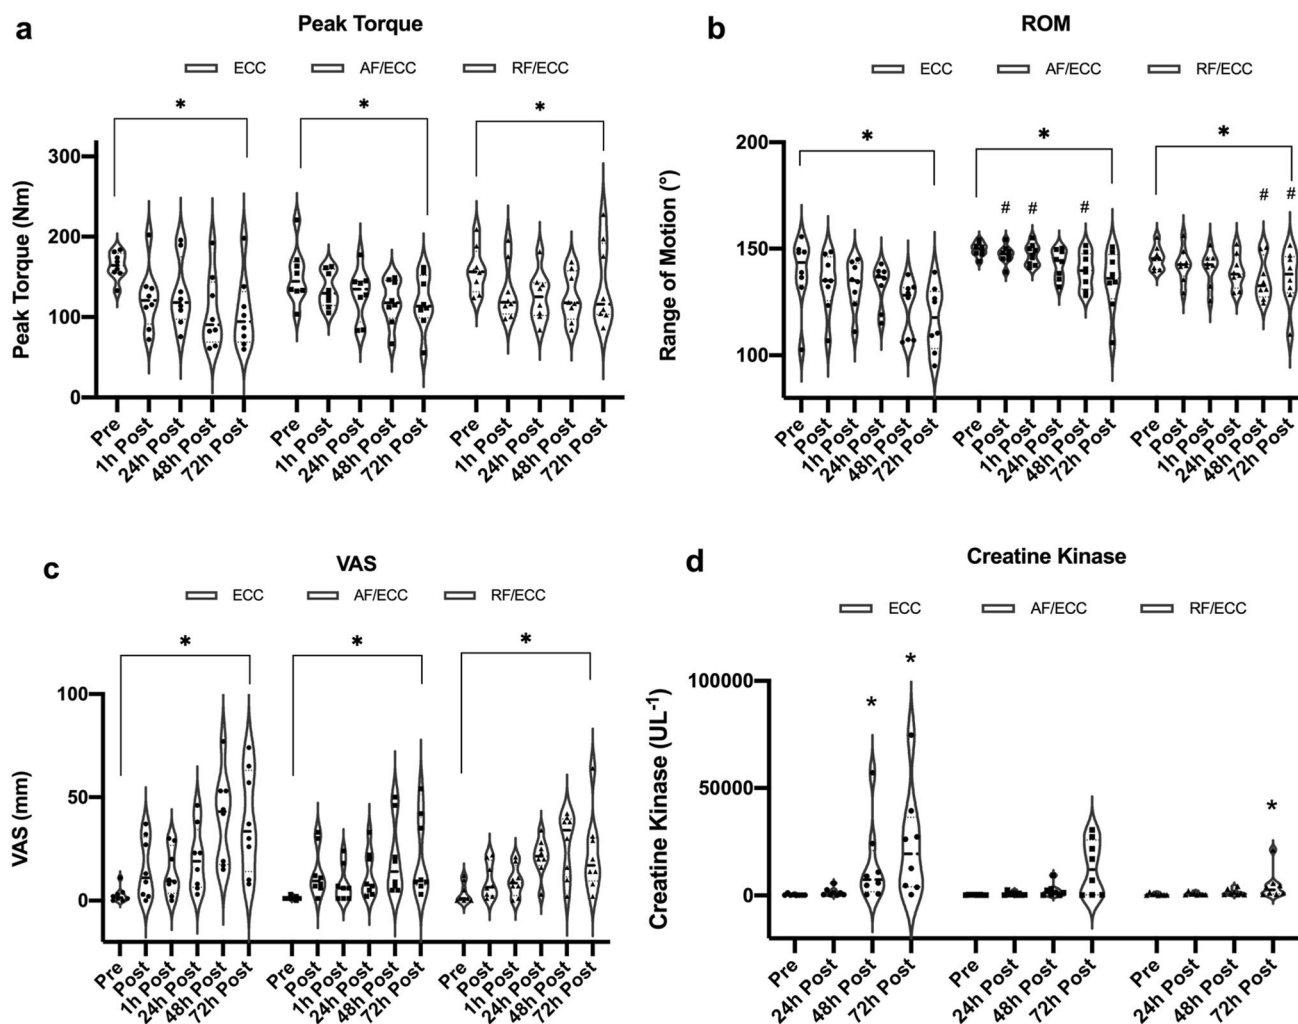 a
Peak Torque
ECC AF/ECC RF/ECC
* * *
Peak Torque (Nm)
300
200
100
0
Pre 1h Post 24h Post 48h Post 72h Post Pre 1h Post 24h Post 48h Post 72h Post Pre 1h Post 24h Post 48h Post 72h Post
b
ROM
ECC AF/ECC RF/ECC
* * *
# # # # #
Range of Motion (°)
200
150
100
Pre Post 1h Post 24h Post 48h Post 72h Post Pre Post 1h Post 24h Post 48h Post 72h Post Pre Post 1h Post 24h Post 48h Post 72h Post
c
VAS
ECC AF/ECC RF/ECC
* * *
VAS (mm)
100
50
0
Pre Post 1h Post 24h Post 48h Post 72h Post Pre Post 1h Post 24h Post 48h Post 72h Post Pre Post 1h Post 24h Post 48h Post 72h Post
d
Creatine Kinase
ECC AF/ECC RF/ECC
* * *
Creatine Kinase (UL⁻¹)
100000
50000
0
Pre 24h Post 48h Post 72h Post Pre 24h Post 48h Post 72h Post Pre 24h Post 48h Post 72h Post